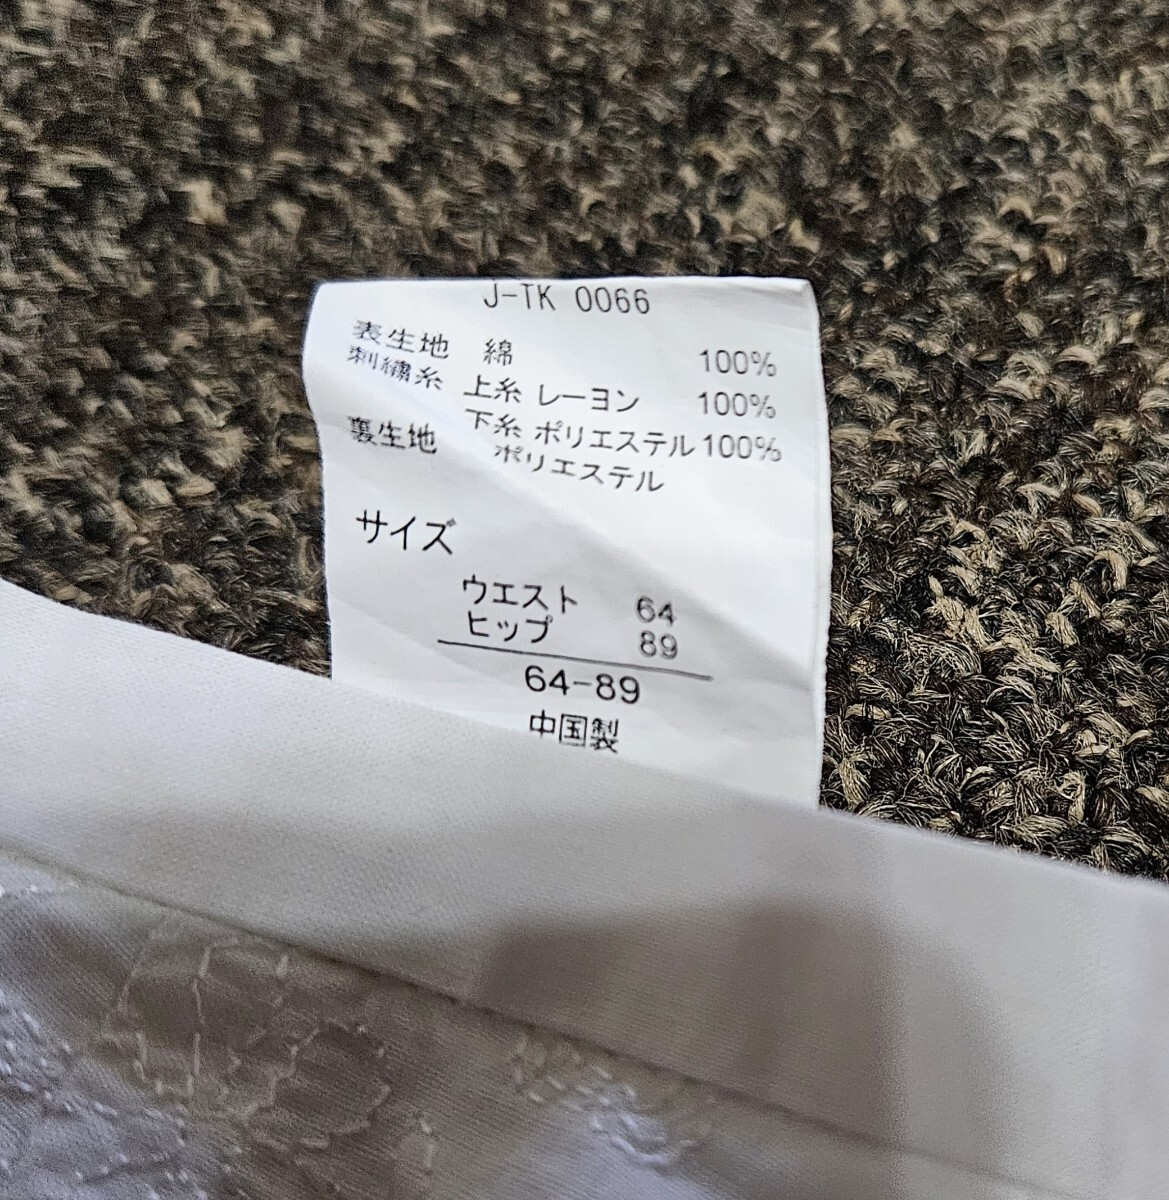 J-TK 0066
表生地 綿 100%
刺繍糸 上糸 レーヨン 100%
下糸 ポリエステル 100%
裏生地 ポリエステル
サイズ
ウエスト 64
ヒップ 89
64-89
中国製